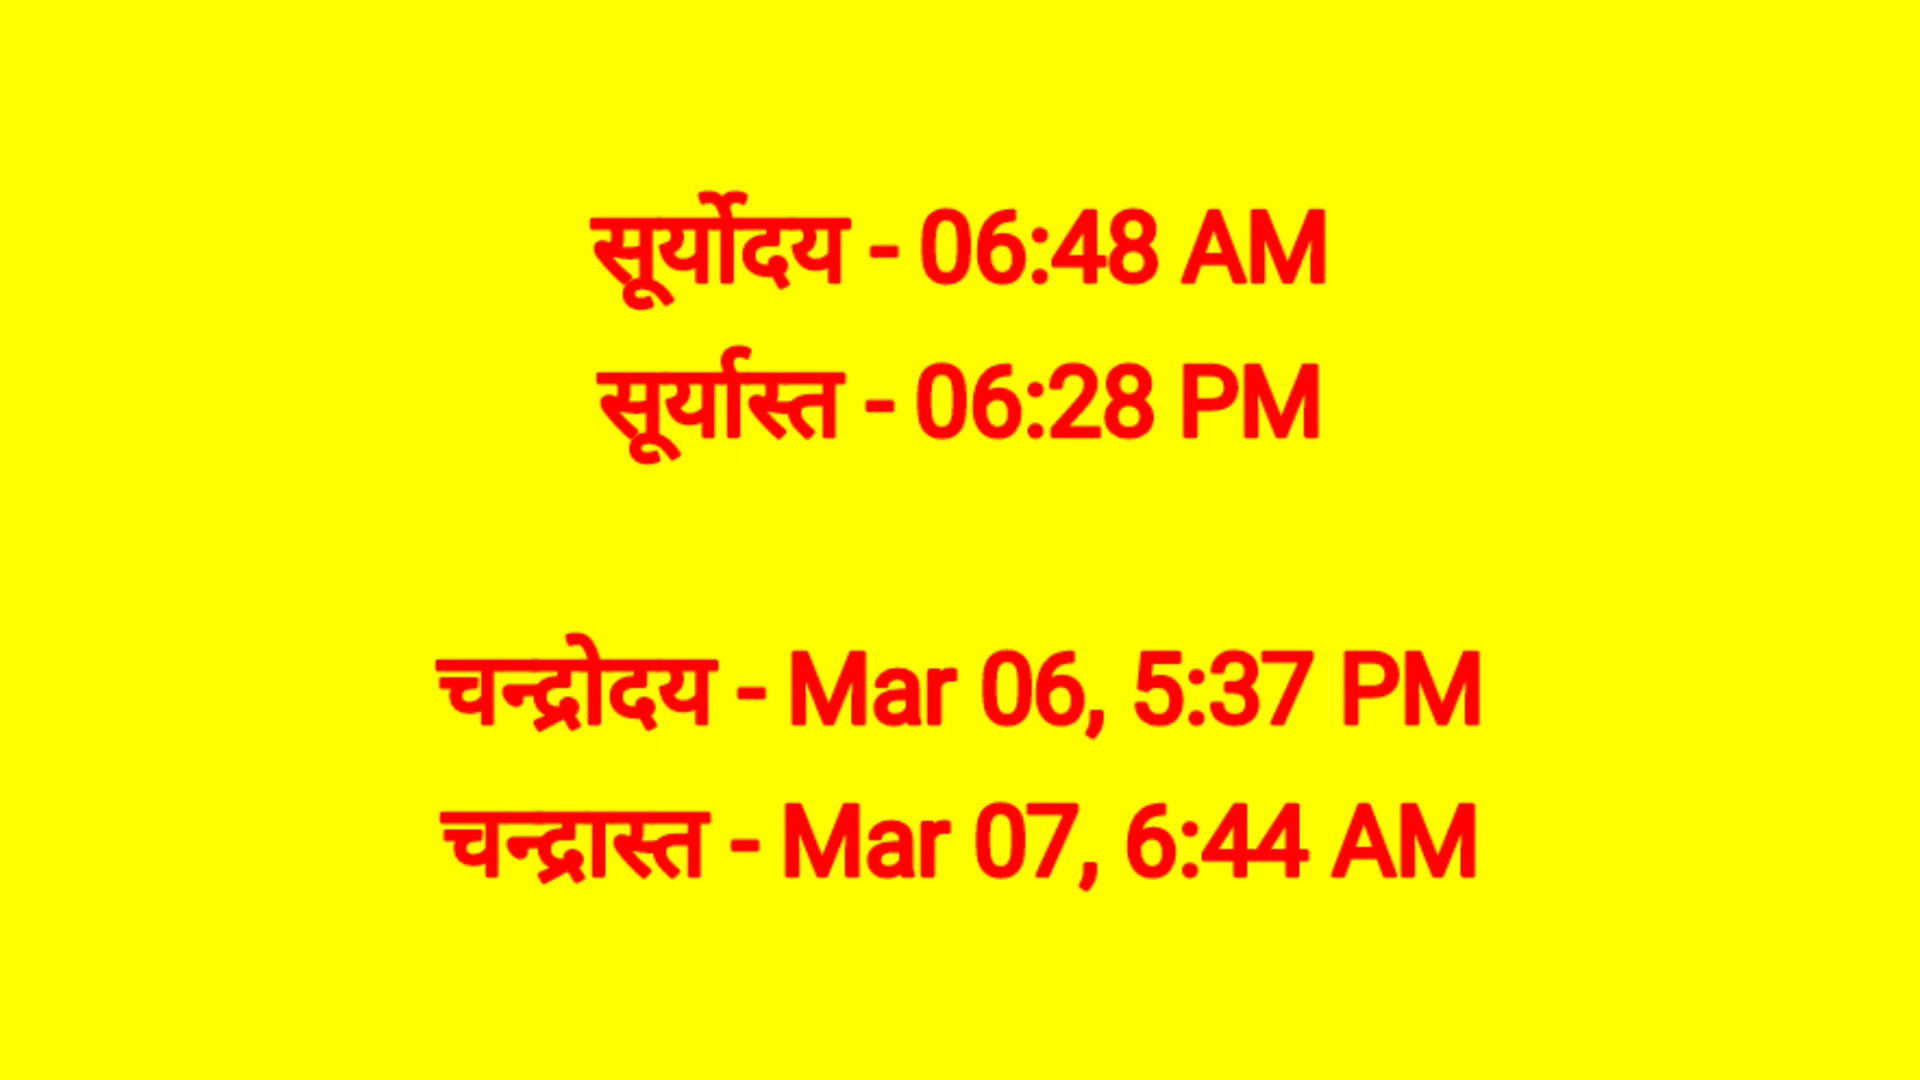 सूर्योदय - 06:48 AM
सूर्यास्त - 06:28 PM
चन्द्रोदय - Mar 06, 5:37 PM
चन्द्रास्त - Mar 07, 6:44 AM